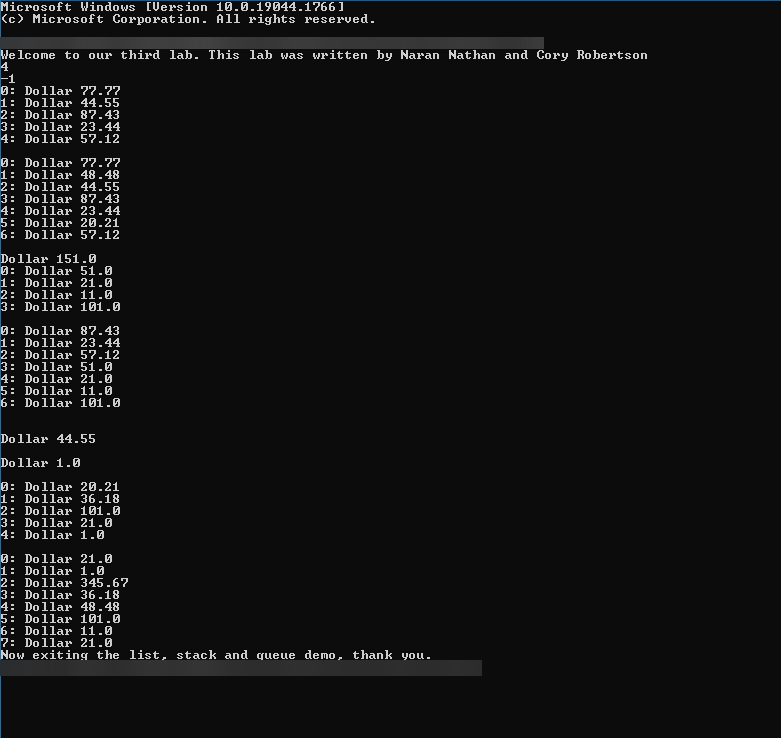 Microsoft Windows [Version 10.0.19044.1766]
(c) Microsoft Corporation. All rights reserved.
Welcome to our third lab. This lab was written by Naran Nathan and Cory Robertson
4
-1
0: Dollar 77.77
1: Dollar 44.55
2: Dollar 87.43
3: Dollar 23.44
4: Dollar 57.12
0: Dollar 77.77
1: Dollar 48.48
2: Dollar 44.55
3: Dollar 87.43
4: Dollar 23.44
5: Dollar 20.21
6: Dollar 57.12
Dollar 151.0
0: Dollar 51.0
1: Dollar 21.0
2: Dollar 11.0
3: Dollar 101.0
0: Dollar 87.43
1: Dollar 23.44
2: Dollar 57.12
3: Dollar 51.0
4: Dollar 21.0
5: Dollar 11.0
6: Dollar 101.0
Dollar 44.55
Dollar 1.0
0: Dollar 20.21
1: Dollar 36.18
2: Dollar 101.0
3: Dollar 21.0
4: Dollar 1.0
0: Dollar 21.0
1: Dollar 1.0
2: Dollar 345.67
3: Dollar 36.18
4: Dollar 48.48
5: Dollar 101.0
6: Dollar 11.0
7: Dollar 21.0
Now exiting the list, stack and queue demo, thank you.